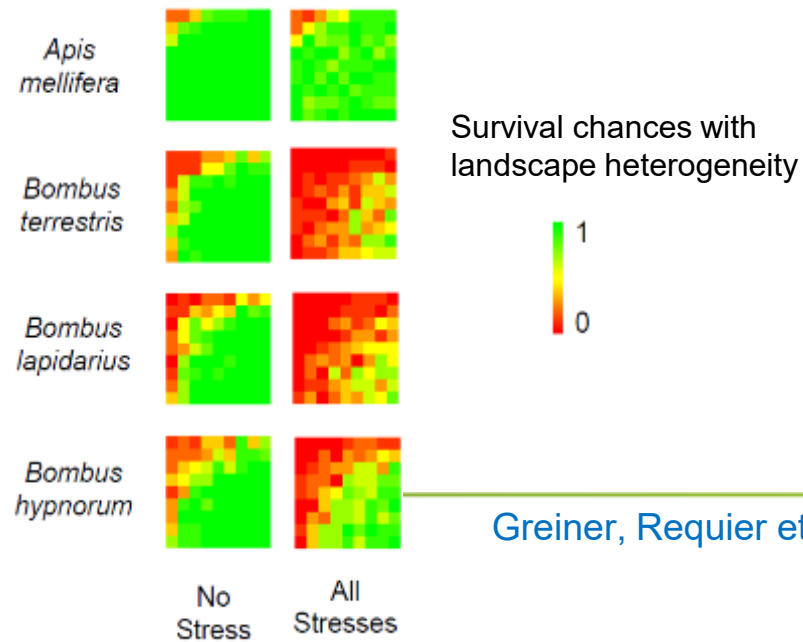 Apis
mellifera
Survival chances with
landscape heterogeneity
Bombus
terrestris
1
0
Bombus
lapidarius
Bombus
hypnorum
Greiner, Requier et
No
Stress
All
Stresses